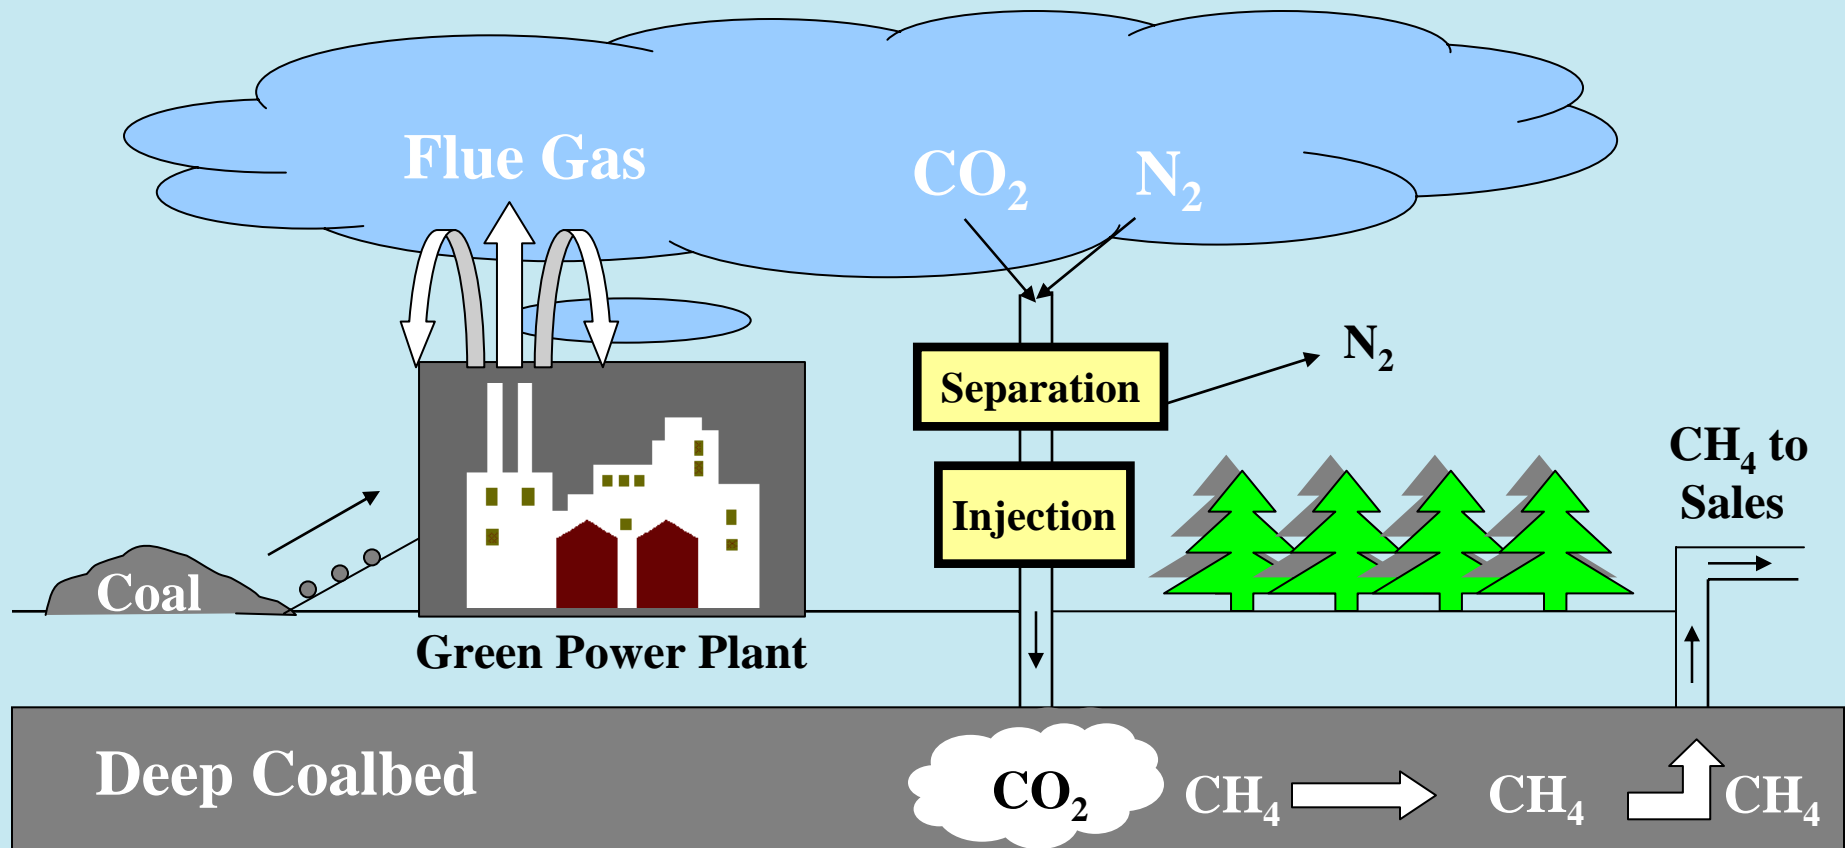 Flue Gas
CO₂
N₂
N₂
Separation
Injection
CH₄ to
Sales
Coal
Green Power Plant
Deep Coalbed
CO₂
CH₄
CH₄
CH₄